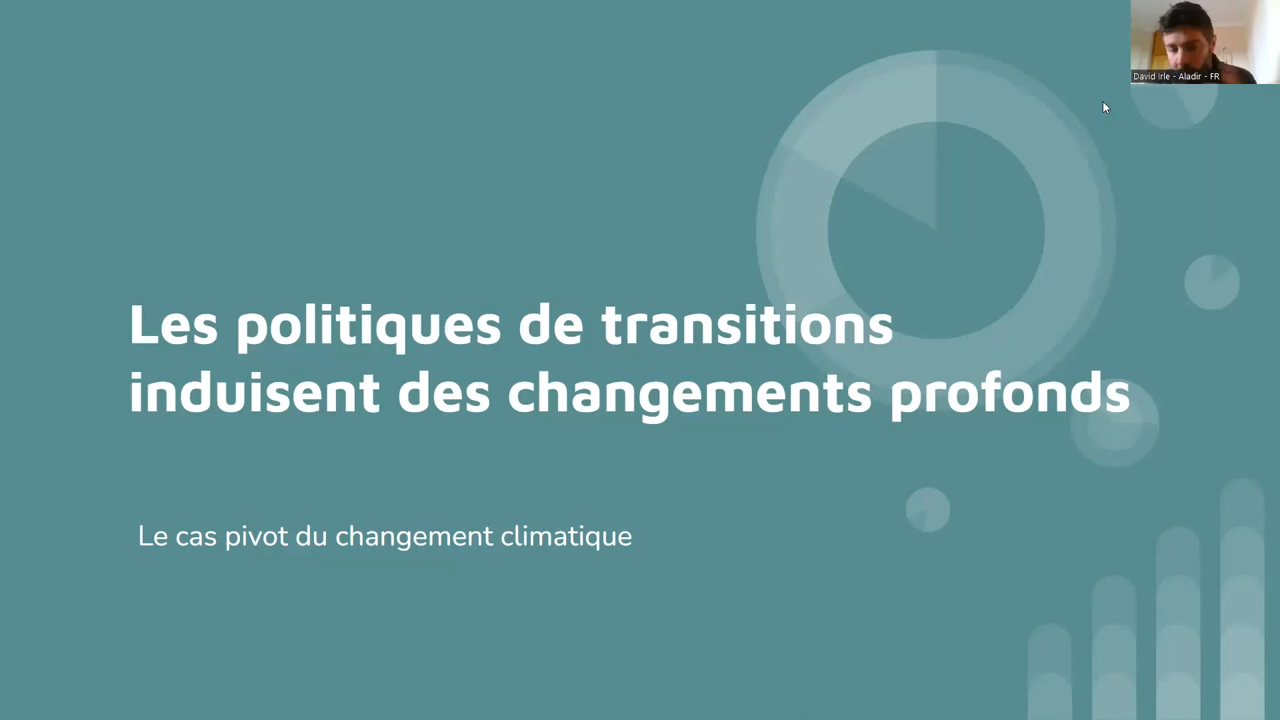 David Irle - Aladir - FR
Les politiques de transitions
induisent des changements profonds
Le cas pivot du changement climatique